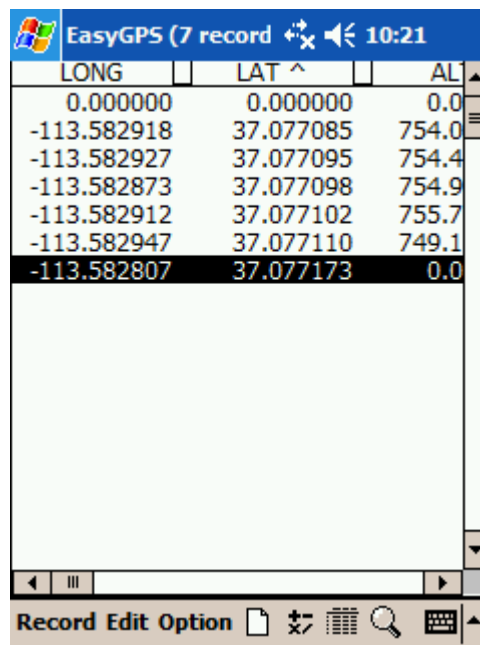 EasyGPS (7 record 10:21
LONG LAT ^ AL
0.000000 0.000000 0.0
-113.582918 37.077085 754.0
-113.582927 37.077095 754.4
-113.582873 37.077098 754.9
-113.582912 37.077102 755.7
-113.582947 37.077110 749.1
-113.582807 37.077173 0.0
Record Edit Option